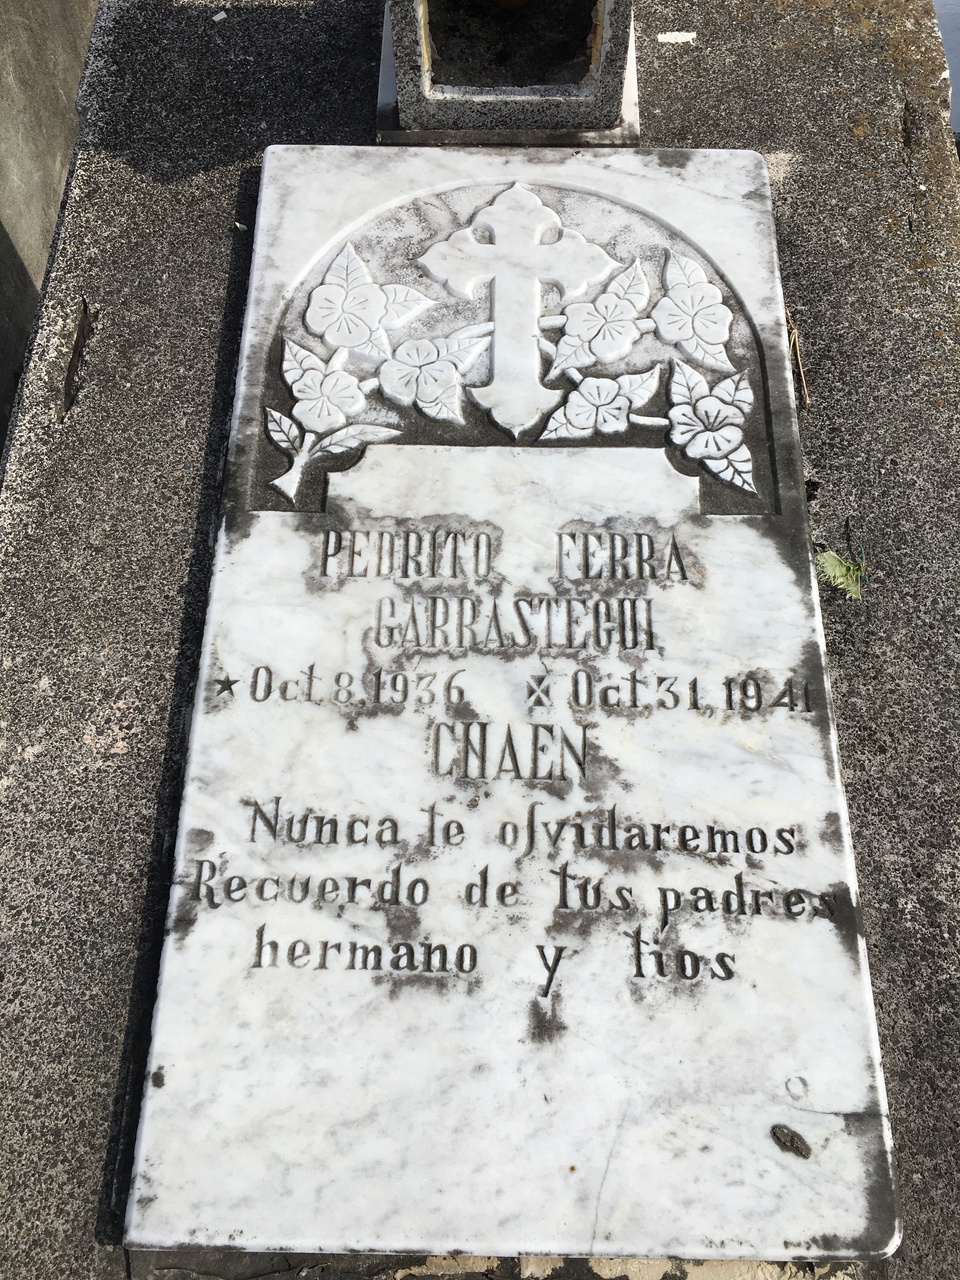 PEDRITO FERRA
GARRASTEGUI
★ Oct. 8, 1936 ✠ Oct. 31, 1941
CHAEN
Nunca te olvidaremos
Recuerdo de tus padres
hermano y tios